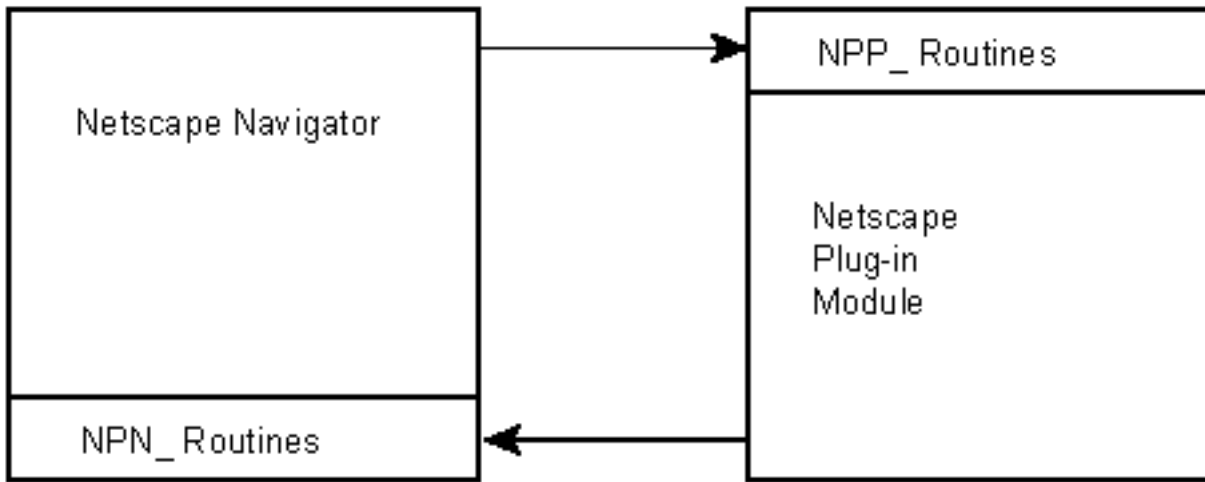 Netscape Navigator
NPN_ Routines
NPP_ Routines
Netscape
Plug-in
Module